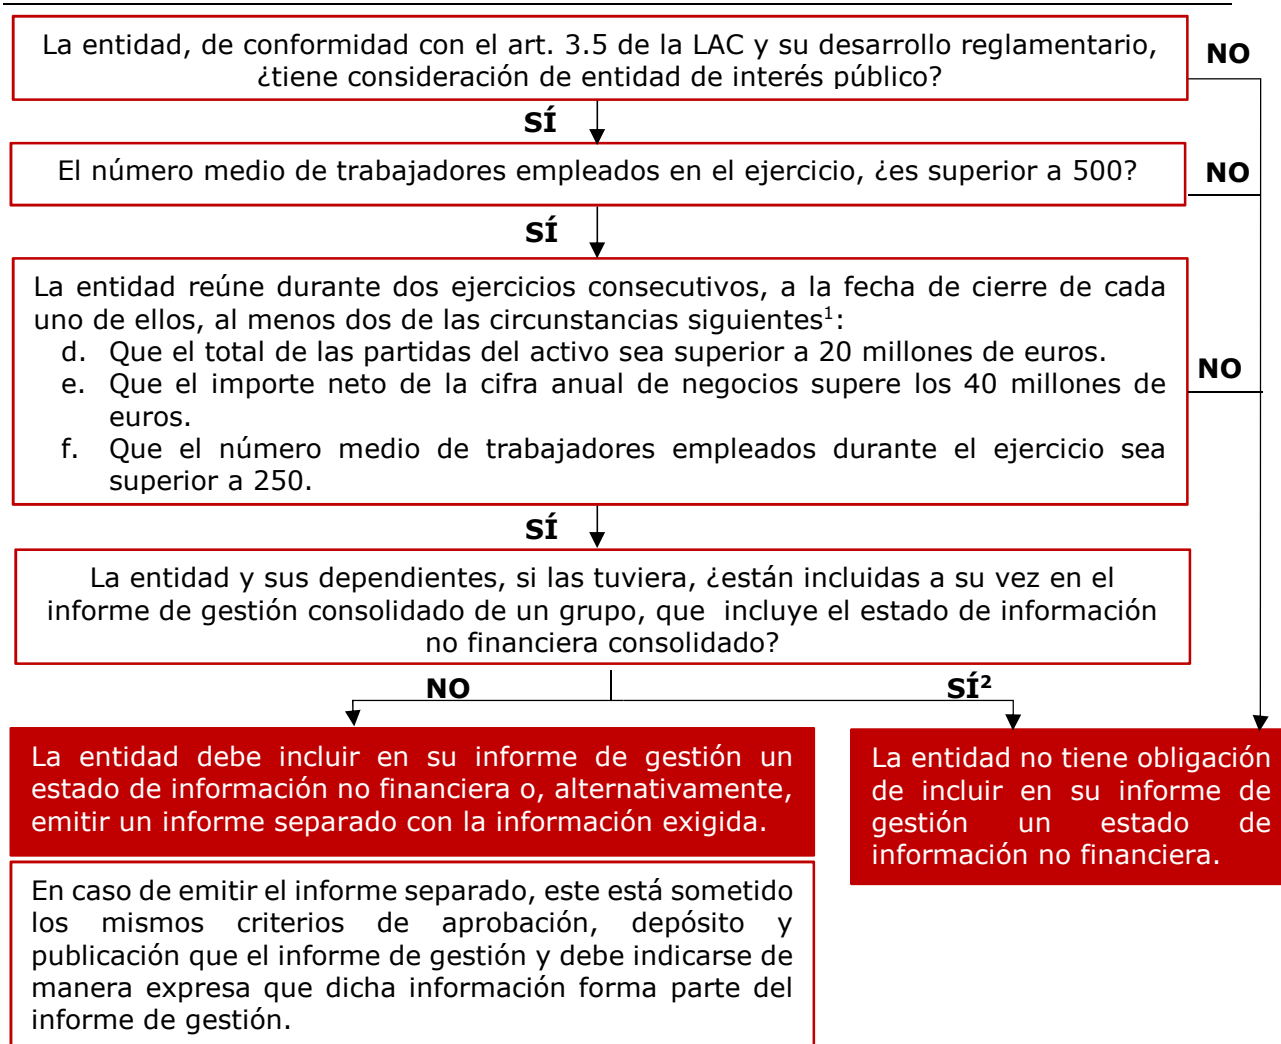 La entidad, de conformidad con el art. 3.5 de la LAC y su desarrollo reglamentario,
¿tiene consideración de entidad de interés público?
NO
SÍ
El número medio de trabajadores empleados en el ejercicio, ¿es superior a 500?
NO
SÍ
La entidad reúne durante dos ejercicios consecutivos, a la fecha de cierre de cada
uno de ellos, al menos dos de las circunstancias siguientes¹:
d. Que el total de las partidas del activo sea superior a 20 millones de euros.
e. Que el importe neto de la cifra anual de negocios supere los 40 millones de
euros.
f. Que el número medio de trabajadores empleados durante el ejercicio sea
superior a 250.
NO
SÍ
La entidad y sus dependientes, si las tuviera, ¿están incluidas a su vez en el
informe de gestión consolidado de un grupo, que incluye el estado de información
no financiera consolidado?
NO
SÍ²
La entidad debe incluir en su informe de gestión un
estado de información no financiera o, alternativamente,
emitir un informe separado con la información exigida.
En caso de emitir el informe separado, este está sometido
los mismos criterios de aprobación, depósito y
publicación que el informe de gestión y debe indicarse de
manera expresa que dicha información forma parte del
informe de gestión.
La entidad no tiene obligación
de incluir en su informe de
gestión un estado de
información no financiera.